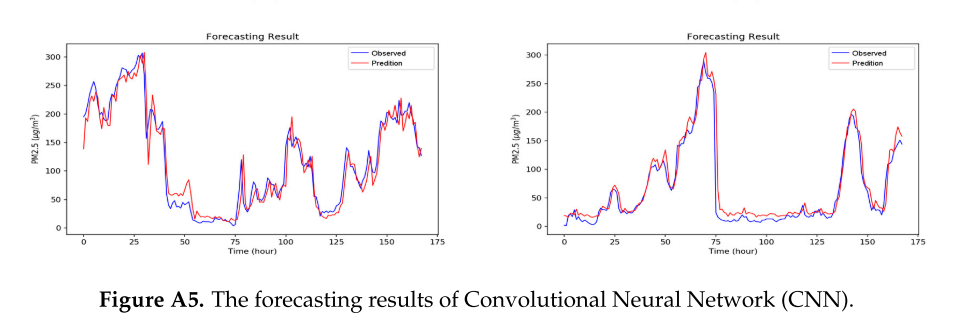 Forecasting Result
Observed
Predition
300
250
200
150
100
50
0
PM2.5 (μg/m³)
0 25 50 75 100 125 150 175
Time (hour)
Forecasting Result
Observed
Predition
300
250
200
150
100
50
0
PM2.5 (μg/m³)
0 25 50 75 100 125 150 175
Time (hour)
Figure A5. The forecasting results of Convolutional Neural Network (CNN).